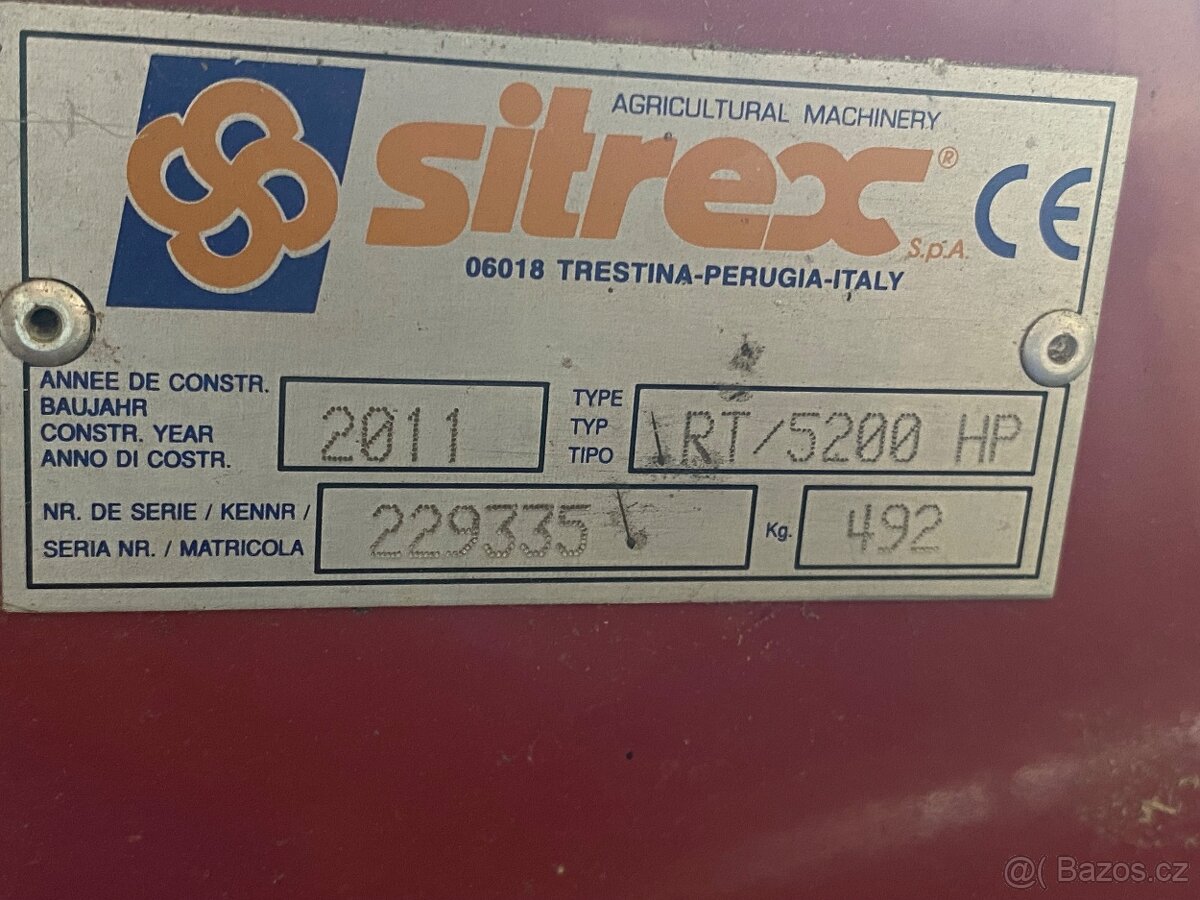 AGRICULTURAL MACHINERY
sitrex® S.p.A. CE
06018 TRESTINA-PERUGIA-ITALY
ANNEE DE CONSTR.
BAUJAHR
CONSTR. YEAR
ANNO DI COSTR.
2011
TYPE
TYP
TIPO
RT/5200 HP
NR. DE SERIE / KENNR /
SERIA NR. / MATRICOLA
229335
Kg. 492
@( Bazos.cz